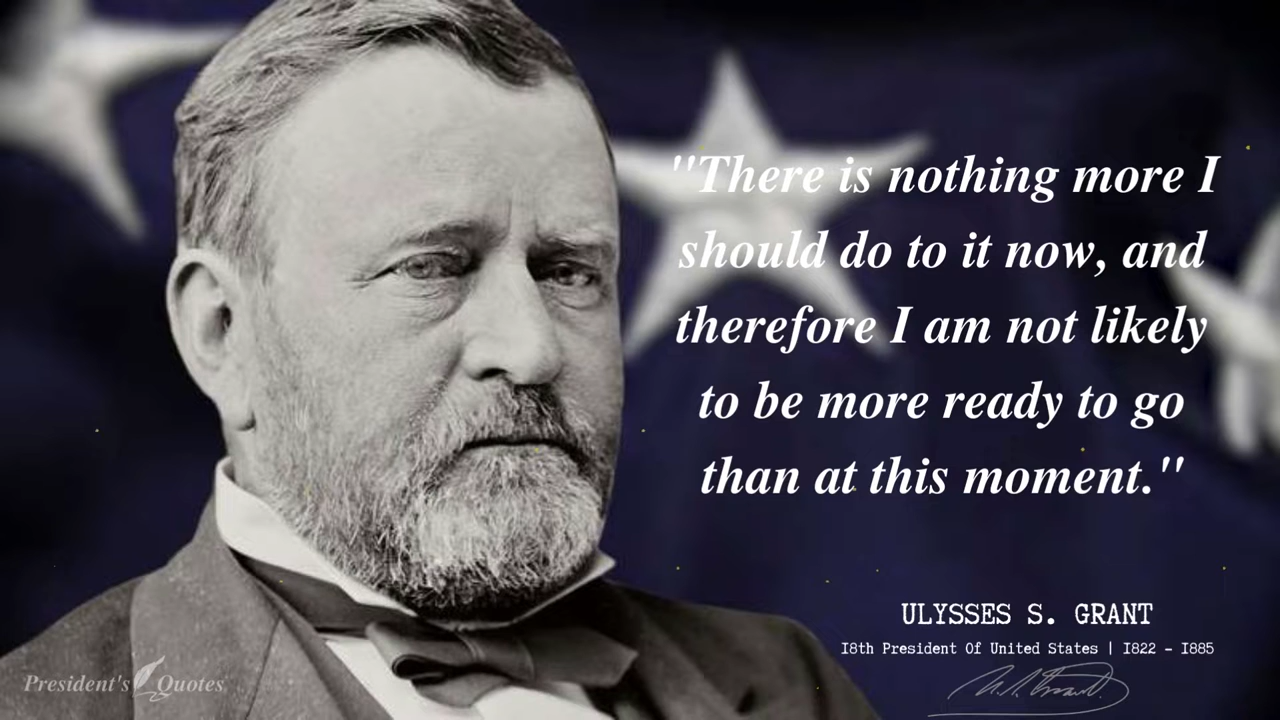 "There is nothing more I
should do to it now, and
therefore I am not likely
to be more ready to go
than at this moment."
ULYSSES S. GRANT
18th President Of United States | 1822 - 1885
President's Quotes